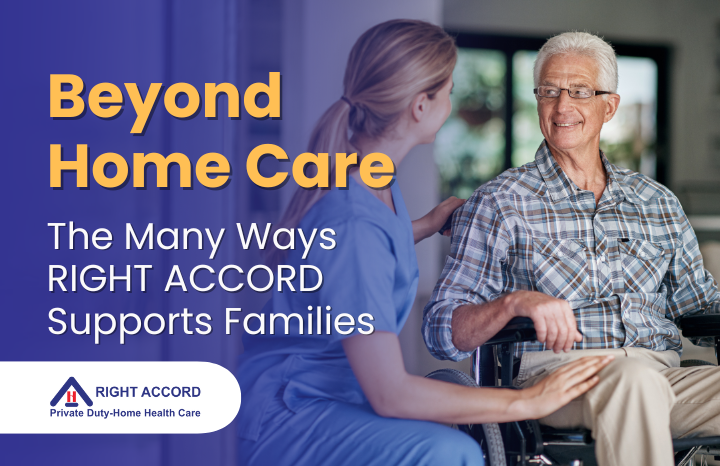 Beyond
Home Care
The Many Ways
RIGHT ACCORD
Supports Families
H
RIGHT ACCORD
Private Duty-Home Health Care